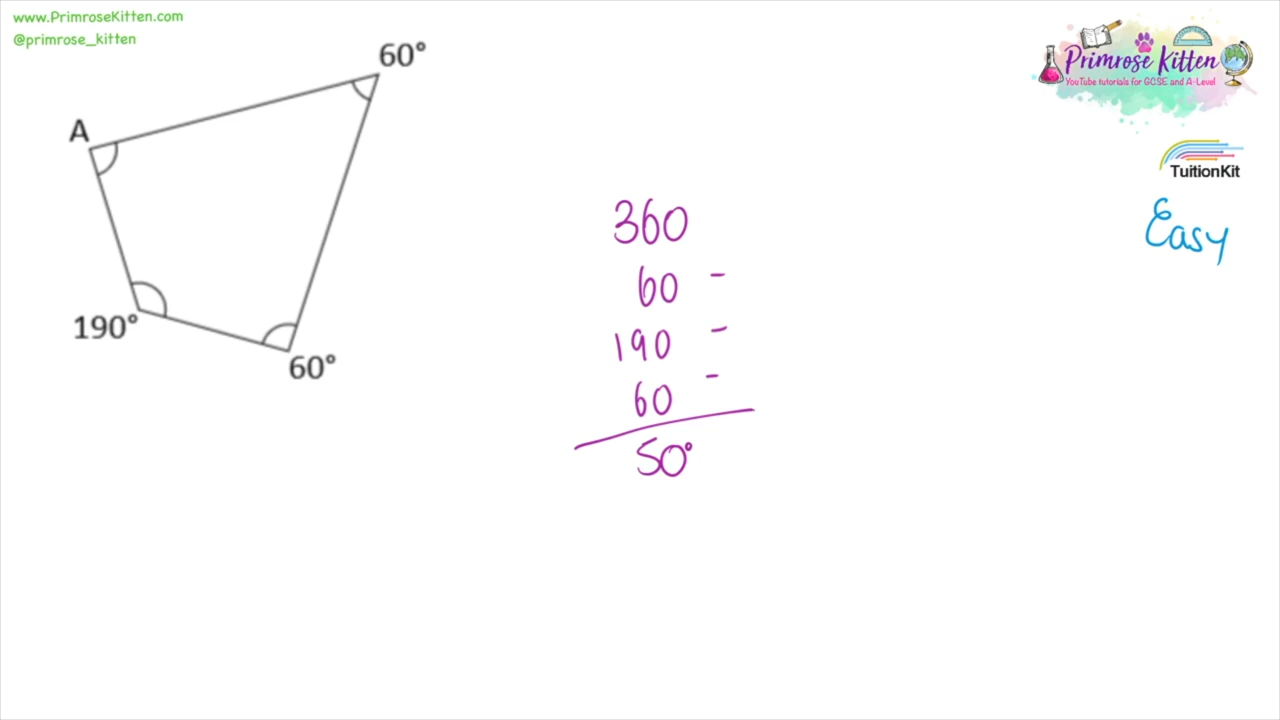 www.PrimroseKitten.com
@primrose_kitten
60°
A
190°
60°
360
60 -
190 -
60 -
50°
Primrose Kitten
YouTube tutorials for GCSE and A-Level
TuitionKit
Easy